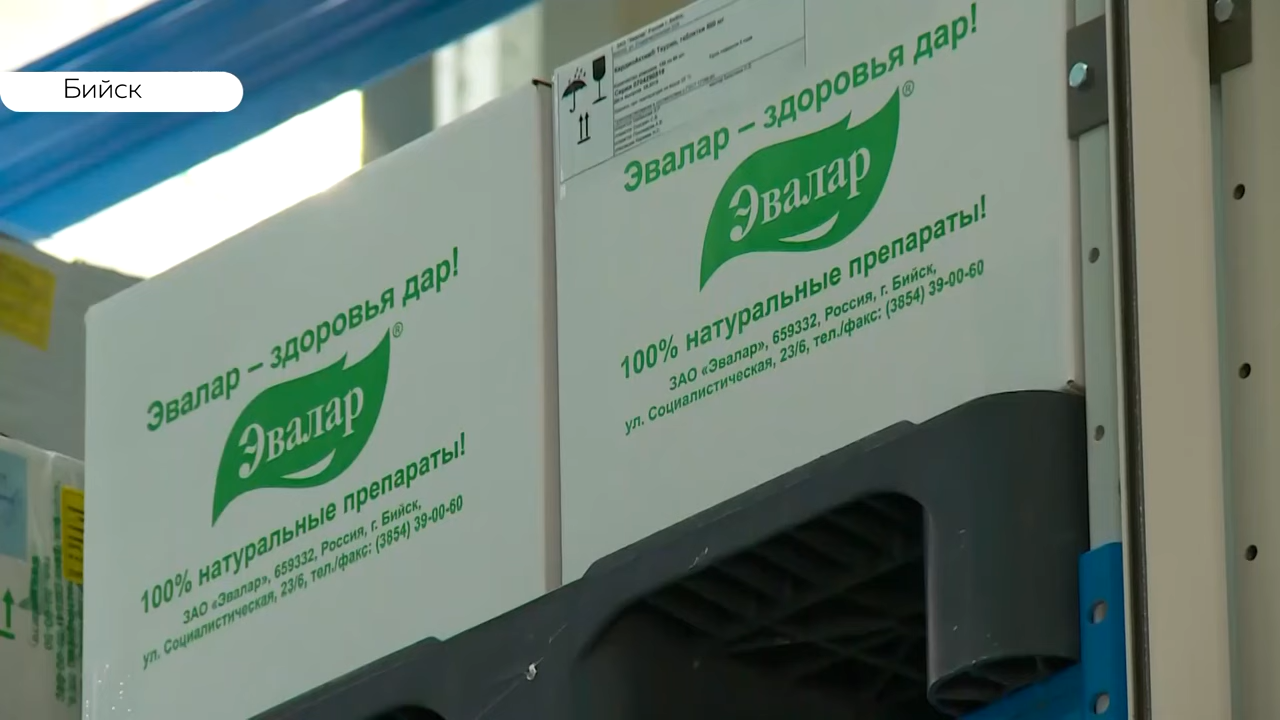 Бийск
Эвалар – здоровья дар!
Эвалар®
100% натуральные препараты!
ЗАО «Эвалар», 659332, Россия, г. Бийск,
ул. Социалистическая, 23/6, тел./факс: (3854) 39-00-60
Эвалар – здоровья дар!
Эвалар®
100% натуральные препараты!
ЗАО «Эвалар», 659332, Россия, г. Бийск,
ул. Социалистическая, 23/6, тел./факс: (3854) 39-00-60